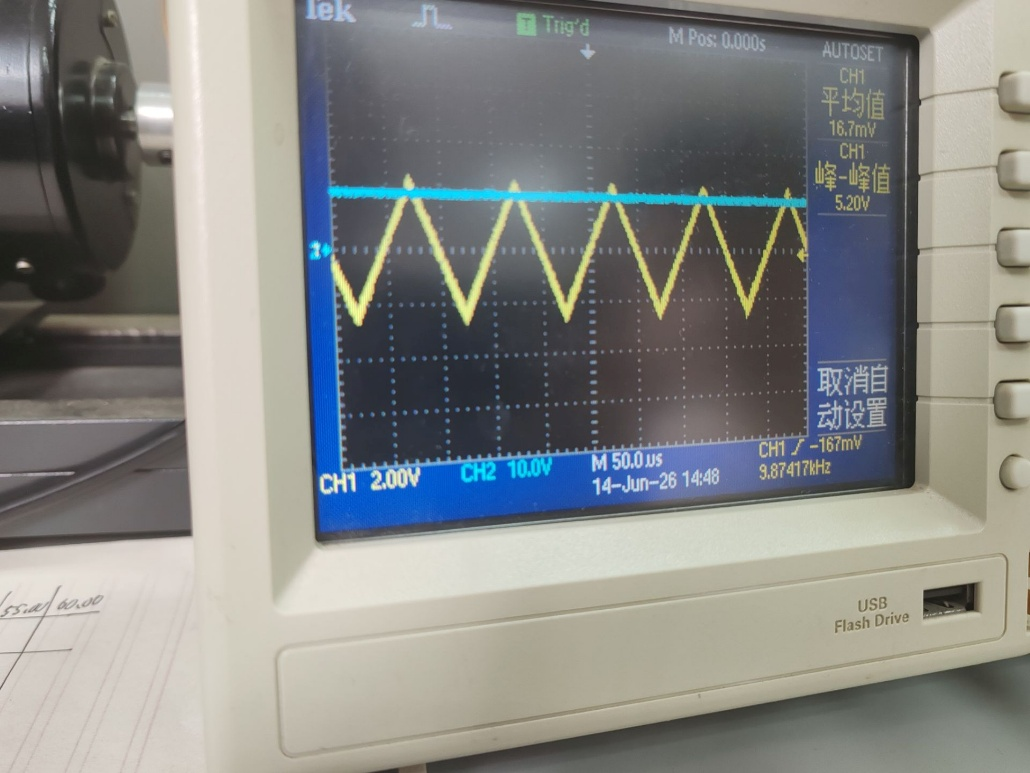 Tek
T Trig'd
M Pos: 0.000s
AUTOSET
CH1
平均值
16.7mV
CH1
峰-峰值
5.20V
取消自
动设置
CH1 2.00V
CH2 10.0V
M 50.0µs
CH1 / -167mV
14-Jun-26 14:48
9.87417kHz
USB
Flash Drive
55.00 60.00